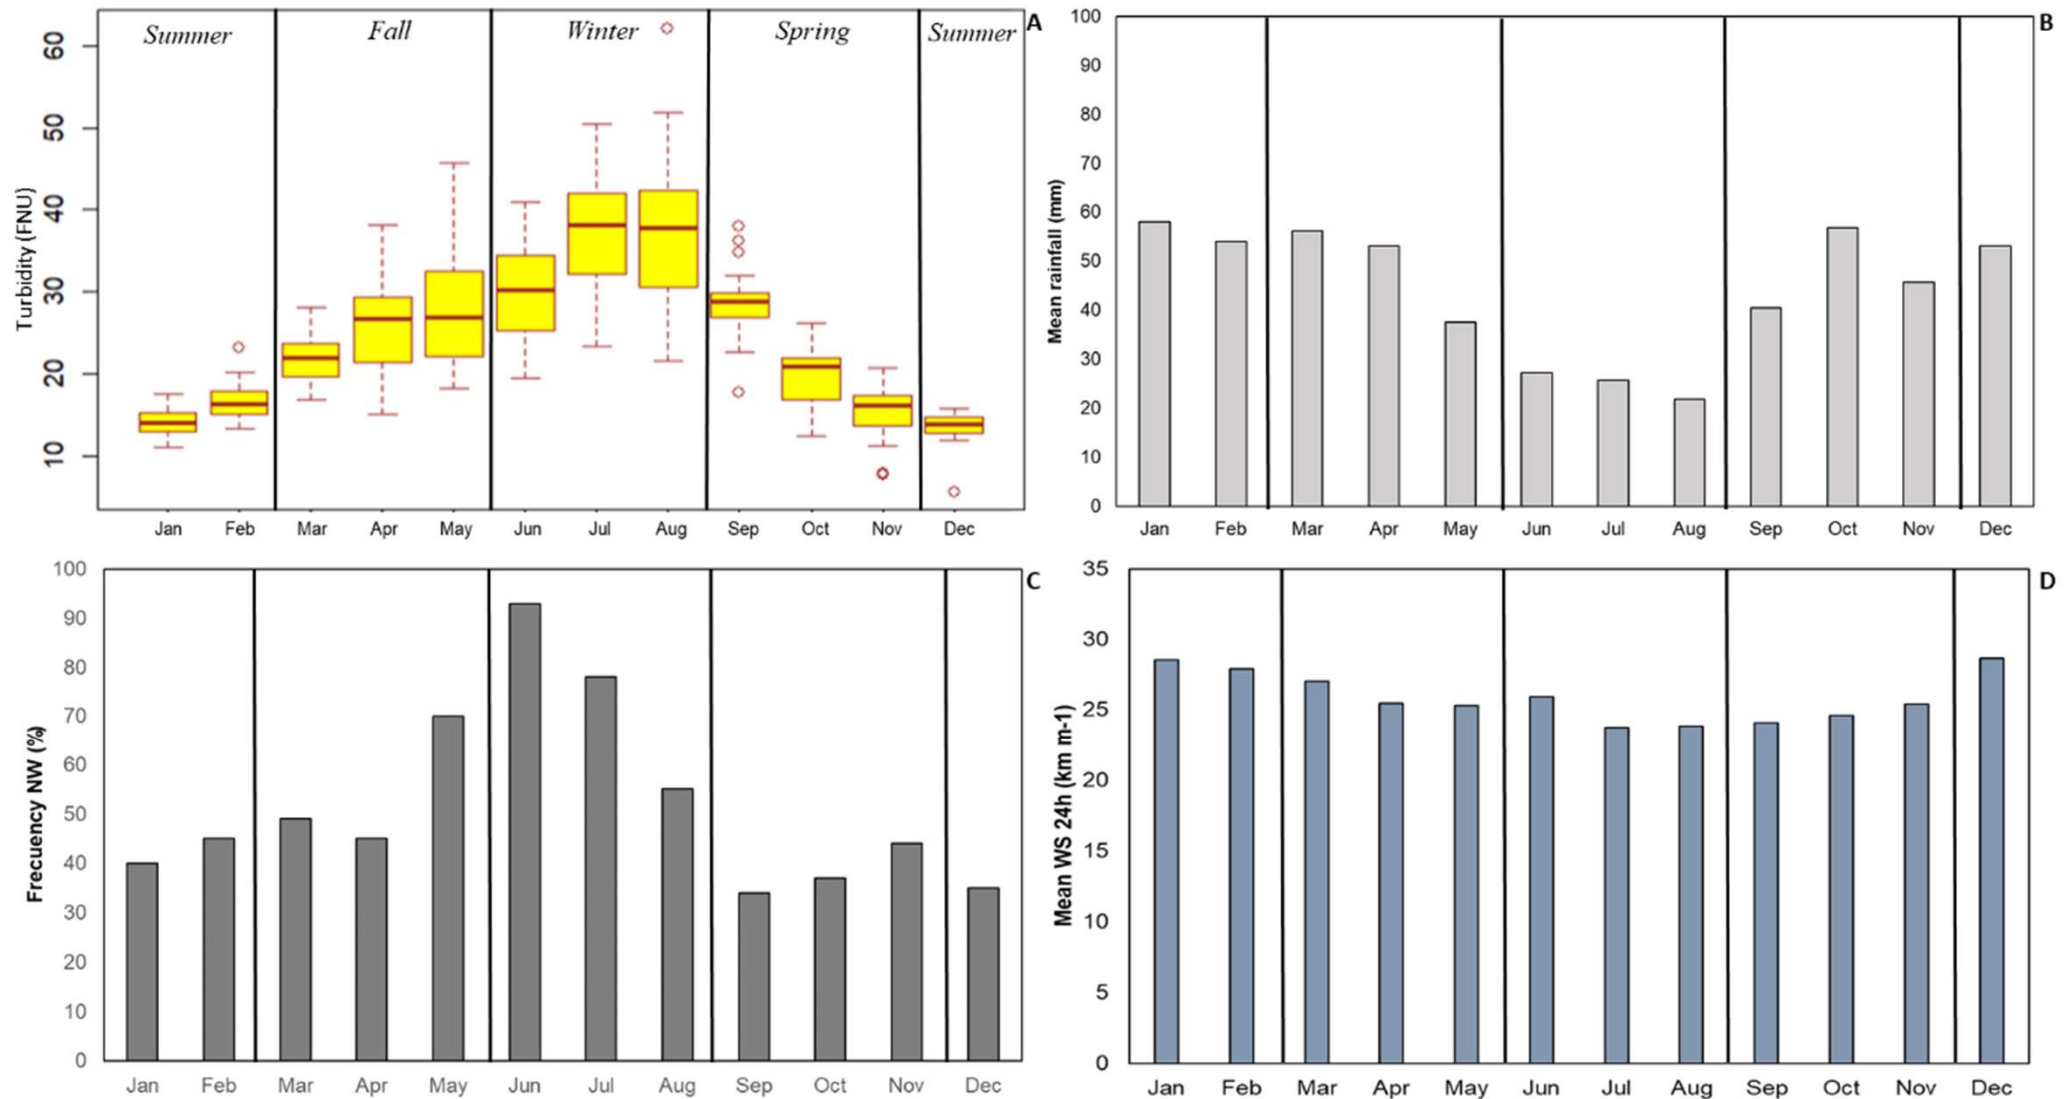 A
Summer Fall Winter Spring Summer
Turbidity (FNU)
60
50
40
30
20
10
Jan Feb Mar Apr May Jun Jul Aug Sep Oct Nov Dec
B
Mean rainfall (mm)
100
90
80
70
60
50
40
30
20
10
0
Jan Feb Mar Apr May Jun Jul Aug Sep Oct Nov Dec
C
Frecuency NW (%)
100
90
80
70
60
50
40
30
20
10
0
Jan Feb Mar Apr May Jun Jul Aug Sep Oct Nov Dec
D
Mean WS 24h (km m-1)
35
30
25
20
15
10
5
0
Jan Feb Mar Apr May Jun Jul Aug Sep Oct Nov Dec